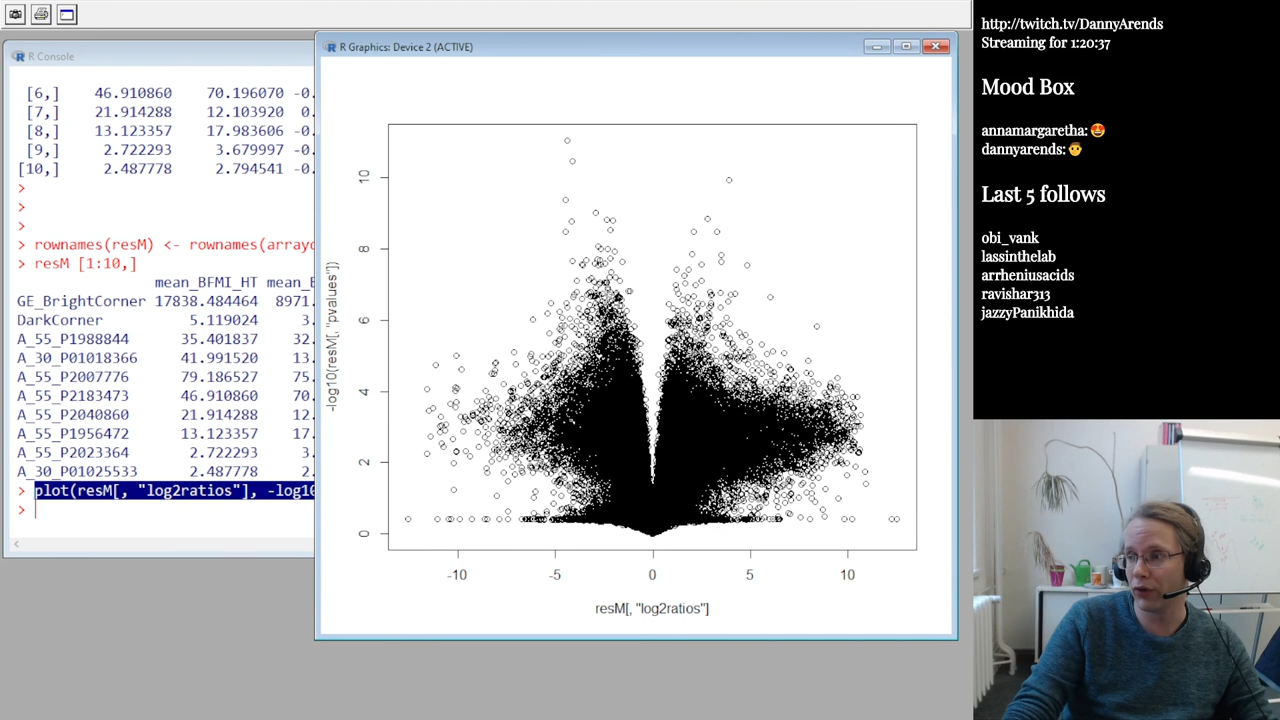 R Console
[6,] 46.910860 70.196070 -0.
[7,] 21.914288 12.103920 0.
[8,] 13.123357 17.983606 -0.
[9,] 2.722293 3.679997 -0.
[10,] 2.487778 2.794541 -0.
>
>
>
> rownames(resM) <- rownames(arrayd
> resM [1:10,]
mean_BFMI_HT mean_B
GE_BrightCorner 17838.484464 8971.
DarkCorner 5.119024 3.
A_55_P1988844 35.401837 32.
A_30_P01018366 41.991520 13.
A_55_P2007776 79.186527 75.
A_55_P2183473 46.910860 70.
A_55_P2040860 21.914288 12.
A_55_P1956472 13.123357 17.
A_55_P2023364 2.722293 3.
A_30_P01025533 2.487778 2.
> plot(resM[, "log2ratios"], -log10
>
R Graphics: Device 2 (ACTIVE)
-log10(resM[, "pvalues"])
10
8
6
4
2
0
-10 -5 0 5 10
resM[, "log2ratios"]
http://twitch.tv/DannyArends
Streaming for 1:20:37
Mood Box
annamargaretha: 😍
dannyarends:
Last 5 follows
obi_vank
lassinthelab
arrheniusacids
ravishar313
jazzyPanikhida